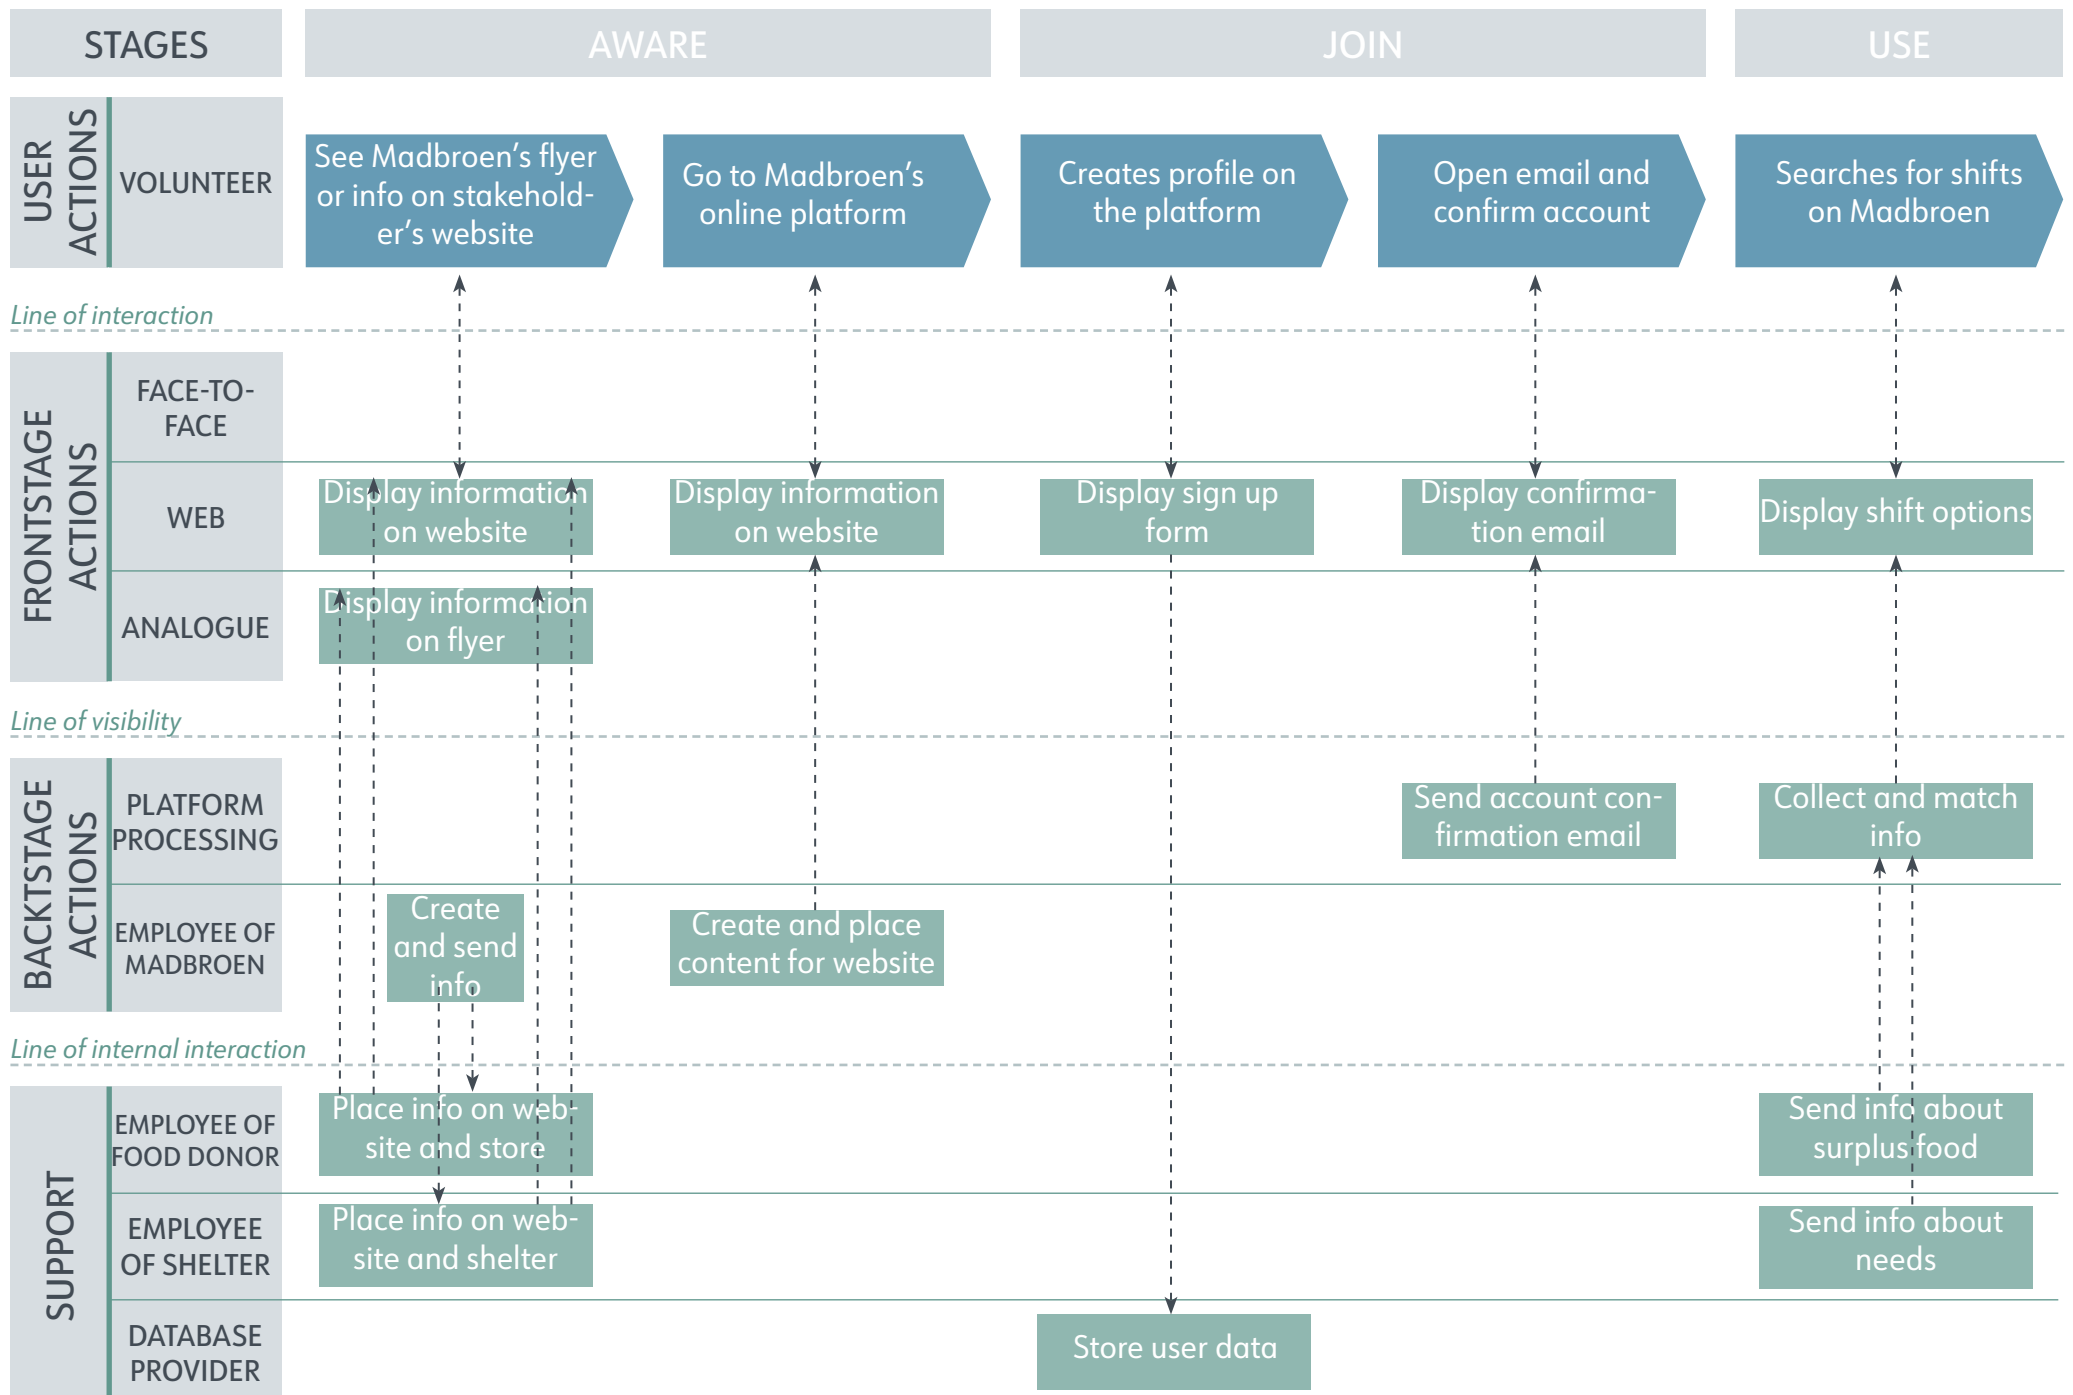 STAGES
AWARE
JOIN
USE
USER
ACTIONS
VOLUNTEER
See Madbroen’s flyer
or info on stakehold-
er’s website
Go to Madbroen’s
online platform
Creates profile on
the platform
Open email and
confirm account
Searches for shifts
on Madbroen
Line of interaction
FRONTSTAGE
ACTIONS
FACE-TO-
FACE
WEB
Display information
on website
Display information
on website
Display sign up
form
Display confirma-
tion email
Display shift options
ANALOGUE
Display information
on flyer
Line of visibility
BACKTSTAGE
ACTIONS
PLATFORM
PROCESSING
Send account con-
firmation email
Collect and match
info
EMPLOYEE OF
MADBROEN
Create
and send
info
Create and place
content for website
Line of internal interaction
SUPPORT
EMPLOYEE OF
FOOD DONOR
Place info on web-
site and store
Send info about
surplus food
EMPLOYEE
OF SHELTER
Place info on web-
site and shelter
Send info about
needs
DATABASE
PROVIDER
Store user data